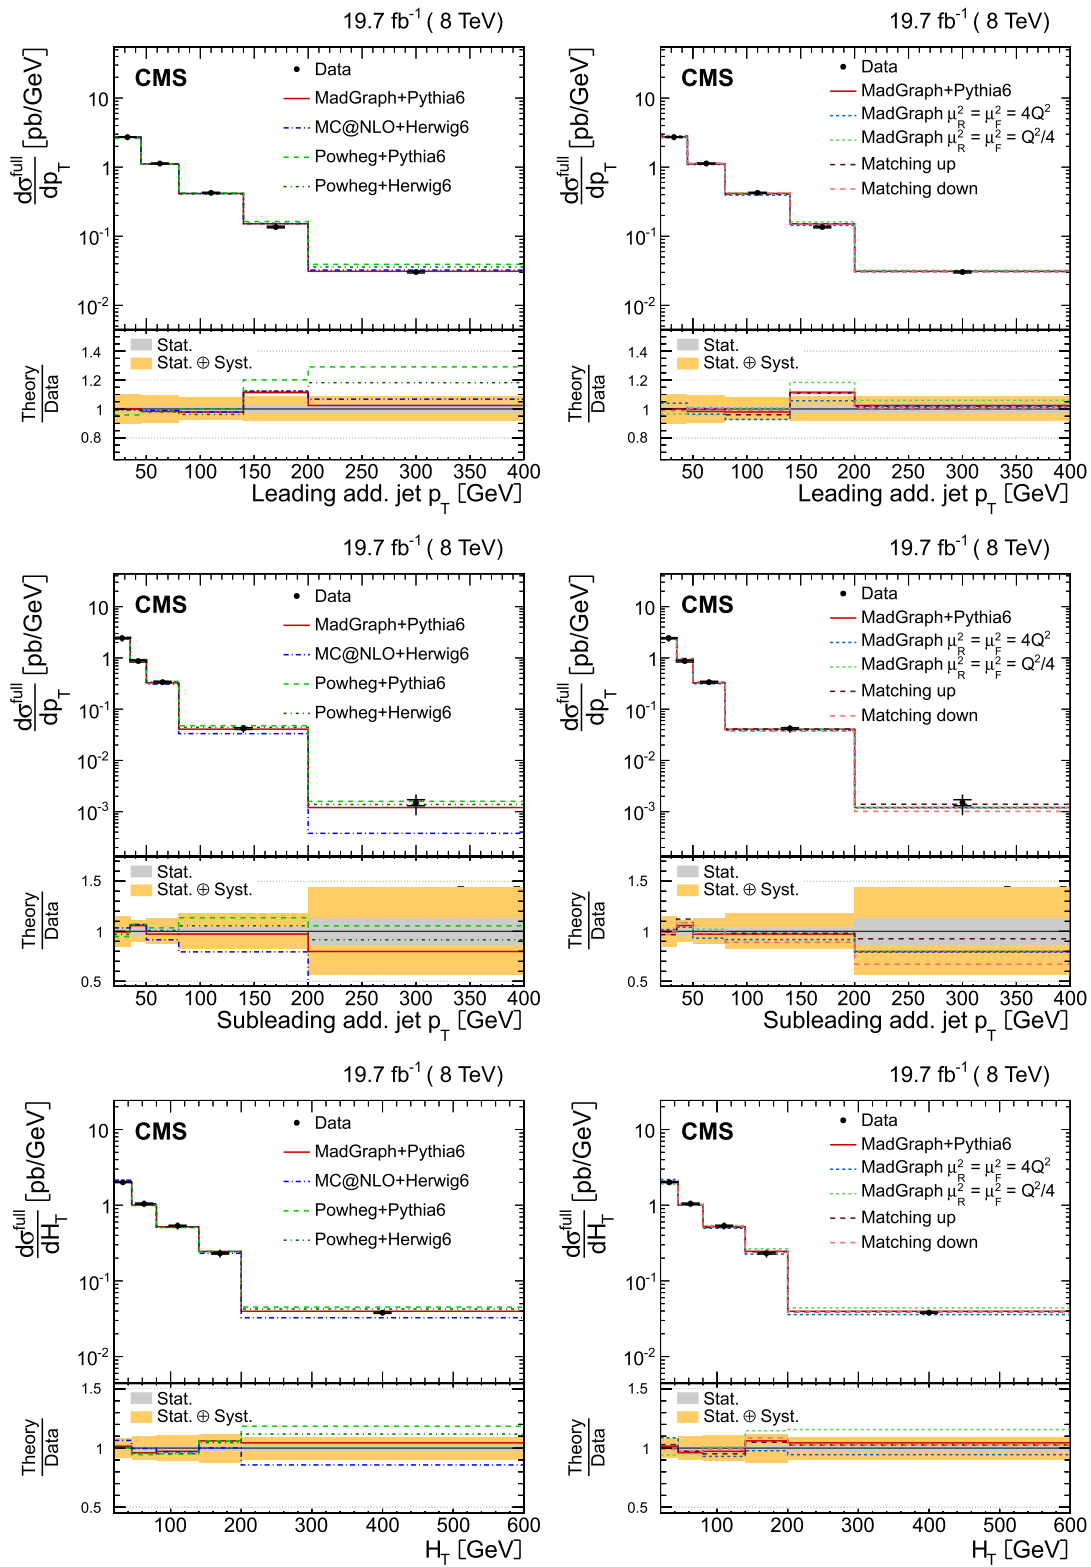 19.7 fb⁻¹ ( 8 TeV)
CMS
Data
MadGraph+Pythia6
MC@NLO+Herwig6
Powheg+Pythia6
Powheg+Herwig6
dσ^full/dp_T [pb/GeV]
10
1
10⁻¹
10⁻²
Stat.
Stat. ⊕ Syst.
Theory/Data
1.4
1.2
1
0.8
50 100 150 200 250 300 350 400
Leading add. jet p_T [GeV]
19.7 fb⁻¹ ( 8 TeV)
CMS
Data
MadGraph+Pythia6
MadGraph μ_R² = μ_F² = 4Q²
MadGraph μ_R² = μ_F² = Q²/4
Matching up
Matching down
dσ^full/dp_T [pb/GeV]
10
1
10⁻¹
10⁻²
Stat.
Stat. ⊕ Syst.
Theory/Data
1.4
1.2
1
0.8
50 100 150 200 250 300 350 400
Leading add. jet p_T [GeV]
19.7 fb⁻¹ ( 8 TeV)
CMS
Data
MadGraph+Pythia6
MC@NLO+Herwig6
Powheg+Pythia6
Powheg+Herwig6
dσ^full/dp_T [pb/GeV]
10
1
10⁻¹
10⁻²
10⁻³
Stat.
Stat. ⊕ Syst.
Theory/Data
1.5
1
0.5
50 100 150 200 250 300 350 400
Subleading add. jet p_T [GeV]
19.7 fb⁻¹ ( 8 TeV)
CMS
Data
MadGraph+Pythia6
MadGraph μ_R² = μ_F² = 4Q²
MadGraph μ_R² = μ_F² = Q²/4
Matching up
Matching down
dσ^full/dp_T [pb/GeV]
10
1
10⁻¹
10⁻²
10⁻³
Stat.
Stat. ⊕ Syst.
Theory/Data
1.5
1
0.5
50 100 150 200 250 300 350 400
Subleading add. jet p_T [GeV]
19.7 fb⁻¹ ( 8 TeV)
CMS
Data
MadGraph+Pythia6
MC@NLO+Herwig6
Powheg+Pythia6
Powheg+Herwig6
dσ^full/dH_T [pb/GeV]
10
1
10⁻¹
10⁻²
Stat.
Stat. ⊕ Syst.
Theory/Data
1.5
1
0.5
100 200 300 400 500 600
H_T [GeV]
19.7 fb⁻¹ ( 8 TeV)
CMS
Data
MadGraph+Pythia6
MadGraph μ_R² = μ_F² = 4Q²
MadGraph μ_R² = μ_F² = Q²/4
Matching up
Matching down
dσ^full/dH_T [pb/GeV]
10
1
10⁻¹
10⁻²
Stat.
Stat. ⊕ Syst.
Theory/Data
1.5
1
0.5
100 200 300 400 500 600
H_T [GeV]